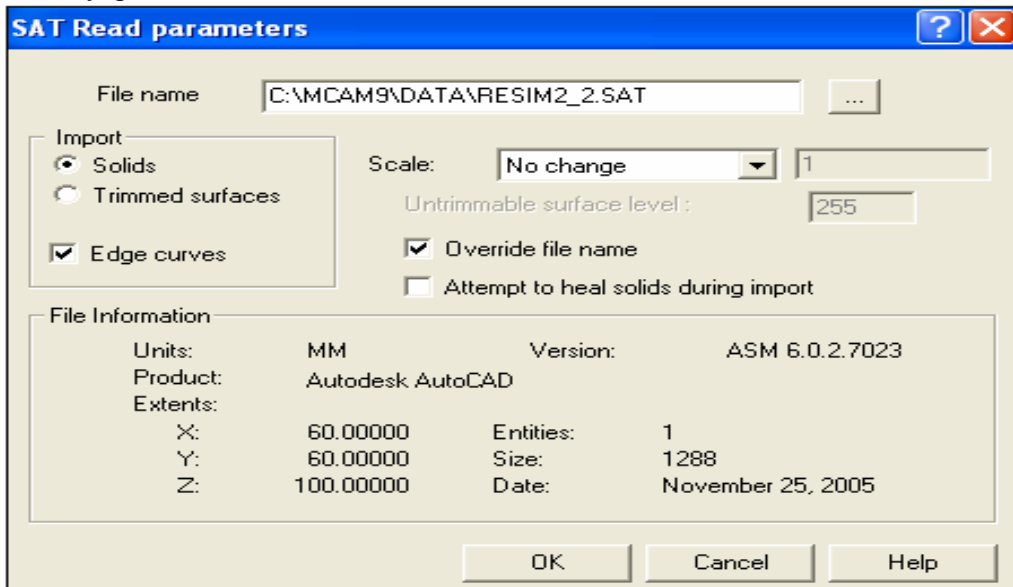 SAT Read parameters
File name C:\MCAM9\DATA\RESIM2_2.SAT ...
Import
Solids Scale: No change 1
Trimmed surfaces Untrimmable surface level : 255
Edge curves Override file name
Attempt to heal solids during import
File Information
Units: MM Version: ASM 6.0.2.7023
Product: Autodesk AutoCAD
Extents:
X: 60.00000 Entities: 1
Y: 60.00000 Size: 1288
Z: 100.00000 Date: November 25, 2005
OK Cancel Help